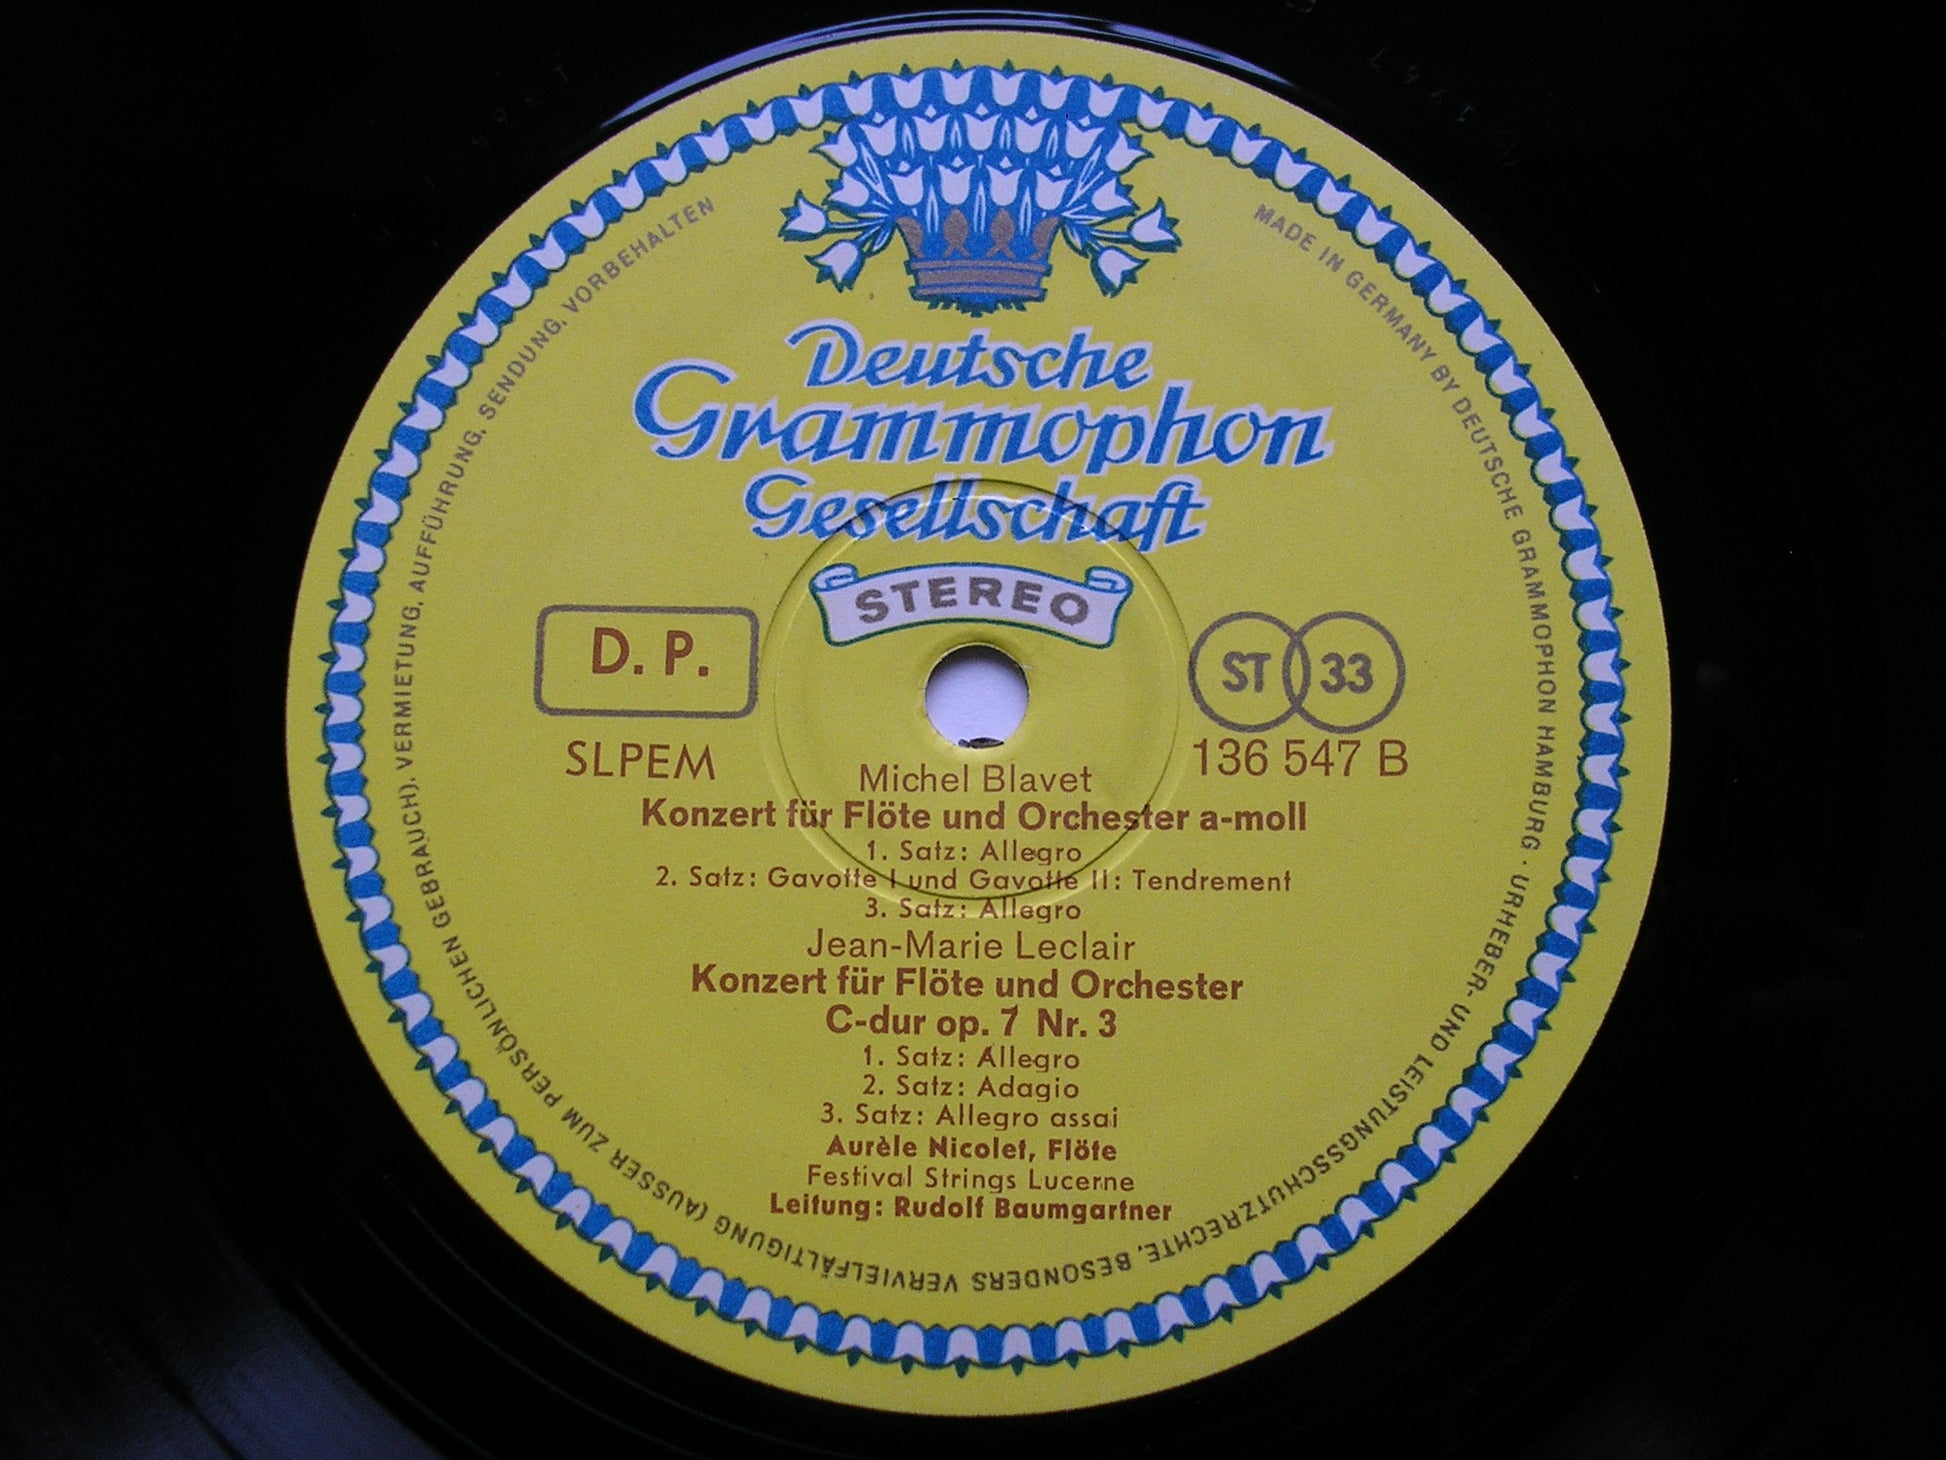 Deutsche
Grammophon
Gesellschaft
STEREO
D. P.
ST 33
SLPEM
136 547 B
Michel Blavet
Konzert für Flöte und Orchester a-moll
1. Satz: Allegro
2. Satz: Gavotte I und Gavotte II: Tendrement
3. Satz: Allegro
Jean-Marie Leclair
Konzert für Flöte und Orchester
C-dur op. 7 Nr. 3
1. Satz: Allegro
2. Satz: Adagio
3. Satz: Allegro assai
Aurèle Nicolet, Flöte
Festival Strings Lucerne
Leitung: Rudolf Baumgartner
MADE IN GERMANY BY DEUTSCHE GRAMMOPHON HAMBURG · URHEBER- UND LEISTUNGSSCHUTZRECHTE, BESONDERS VERVIELFÄLTIGUNG (AUSSER ZUM PERSÖNLICHEN GEBRAUCH), VERMIETUNG, AUFFÜHRUNG, SENDUNG, VORBEHALTEN